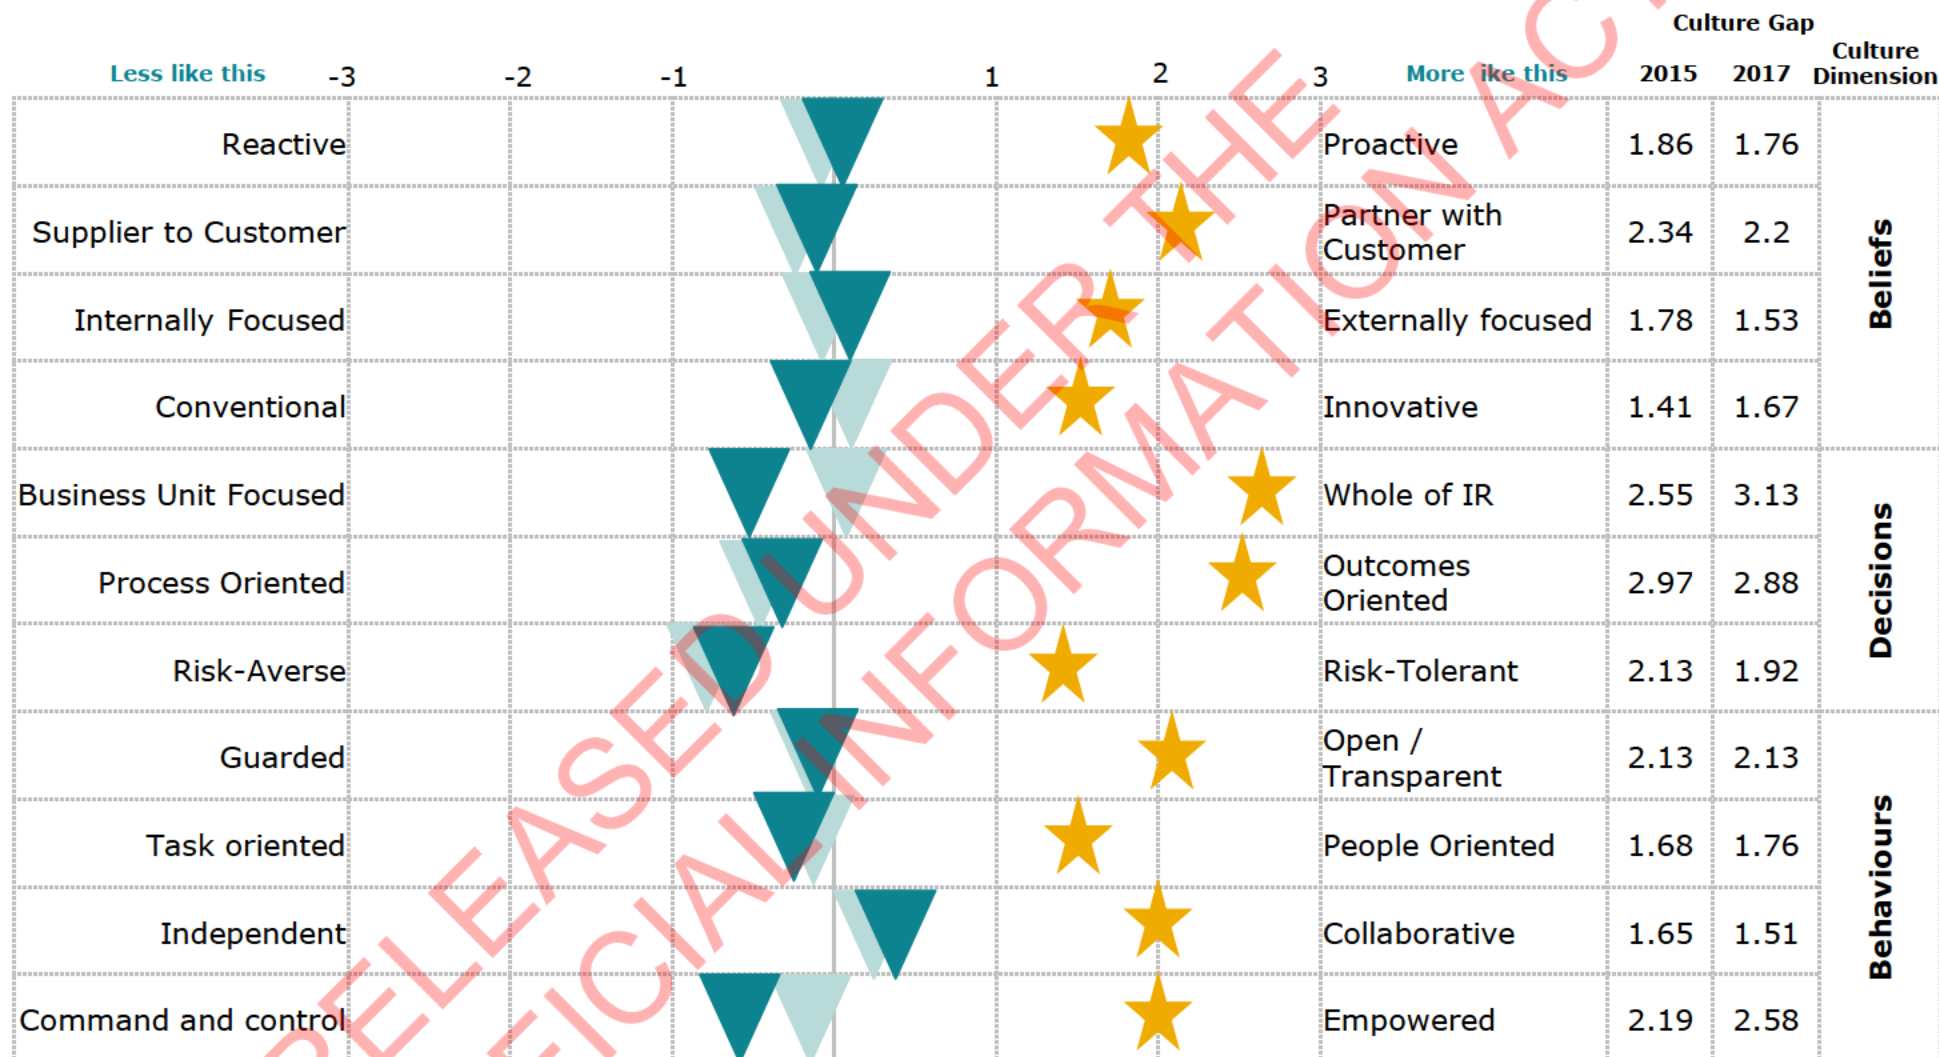 Culture Gap
Less like this -3 -2 -1 1 2 3 More ike this 2015 2017 Culture Dimension
Reactive Proactive 1.86 1.76
Supplier to Customer Partner with Customer 2.34 2.2
Internally Focused Externally focused 1.78 1.53
Conventional Innovative 1.41 1.67
Beliefs
Business Unit Focused Whole of IR 2.55 3.13
Process Oriented Outcomes Oriented 2.97 2.88
Risk-Averse Risk-Tolerant 2.13 1.92
Decisions
Guarded Open / Transparent 2.13 2.13
Task oriented People Oriented 1.68 1.76
Independent Collaborative 1.65 1.51
Command and control Empowered 2.19 2.58
Behaviours
RELEASED UNDER THE
FICIAL INFORMATION ACT